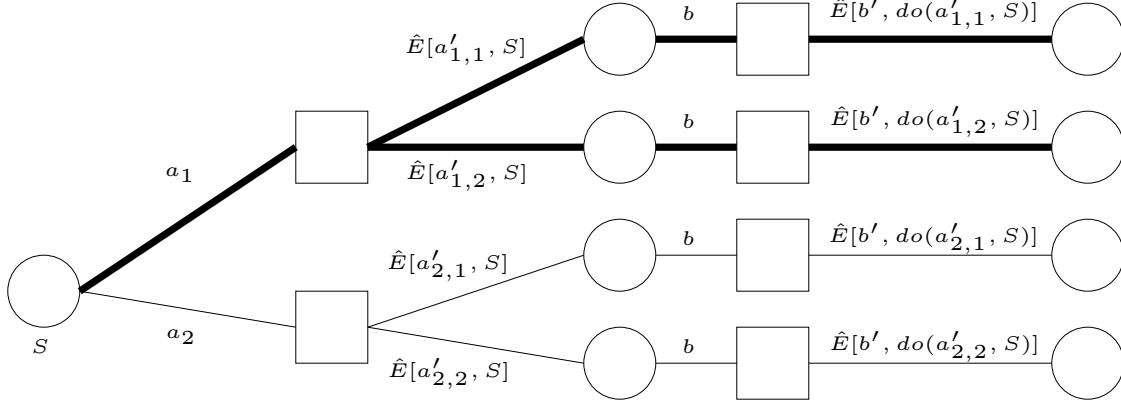 b
Ê[b′, do(a′1,1, S)]
Ê[a′1,1, S]
b
Ê[b′, do(a′1,2, S)]
a1
Ê[a′1,2, S]
b
Ê[b′, do(a′2,1, S)]
Ê[a′2,1, S]
a2
S
b
Ê[b′, do(a′2,2, S)]
Ê[a′2,2, S]